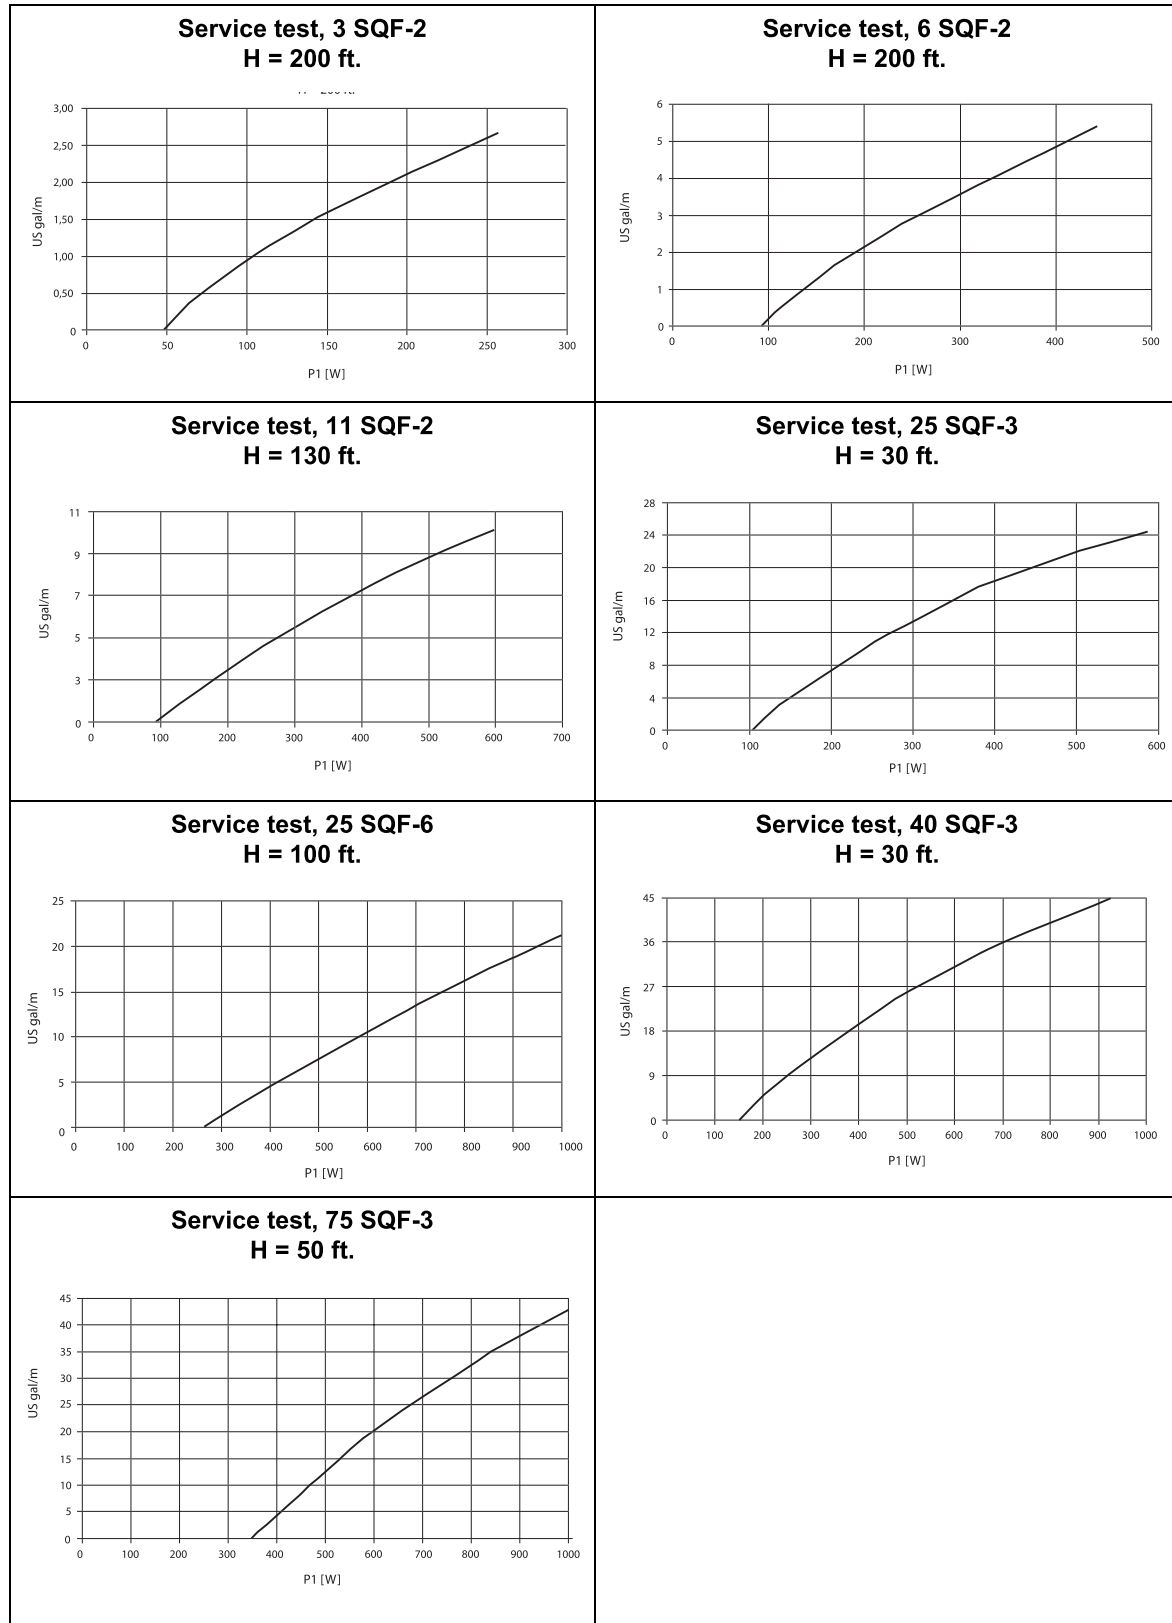 Service test, 3 SQF-2
H = 200 ft.
3,00
2,50
2,00
1,50
1,00
0,50
0
US gal/m
0 50 100 150 200 250 300
P1 [W]
Service test, 6 SQF-2
H = 200 ft.
6
5
4
3
2
1
0
US gal/m
0 100 200 300 400 500
P1 [W]
Service test, 11 SQF-2
H = 130 ft.
11
9
7
5
3
0
US gal/m
0 100 200 300 400 500 600 700
P1 [W]
Service test, 25 SQF-3
H = 30 ft.
28
24
20
16
12
8
4
0
US gal/m
0 100 200 300 400 500 600
P1 [W]
Service test, 25 SQF-6
H = 100 ft.
25
20
15
10
5
0
US gal/m
0 100 200 300 400 500 600 700 800 900 1000
P1 [W]
Service test, 40 SQF-3
H = 30 ft.
45
36
27
18
9
0
US gal/m
0 100 200 300 400 500 600 700 800 900 1000
P1 [W]
Service test, 75 SQF-3
H = 50 ft.
45
40
35
30
25
20
15
10
5
0
US gal/m
0 100 200 300 400 500 600 700 800 900 1000
P1 [W]